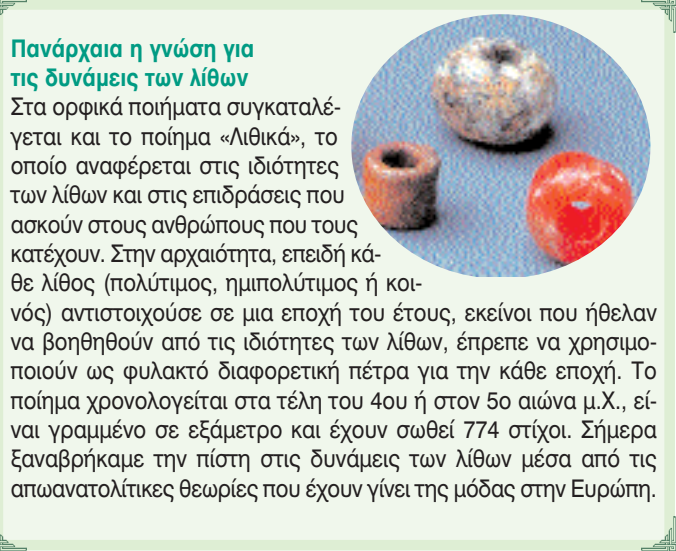 Πανάρχαια η γνώση για
τις δυνάμεις των λίθων
Στα ορφικά ποιήματα συγκαταλέ-
γεται και το ποίημα «Λιθικά», το
οποίο αναφέρεται στις ιδιότητες
των λίθων και στις επιδράσεις που
ασκούν στους ανθρώπους που τους
κατέχουν. Στην αρχαιότητα, επειδή κά-
θε λίθος (πολύτιμος, ημιπολύτιμος ή κοι-
νός) αντιστοιχούσε σε μια εποχή του έτους, εκείνοι που ήθελαν
να βοηθηθούν από τις ιδιότητες των λίθων, έπρεπε να χρησιμο-
ποιούν ως φυλακτό διαφορετική πέτρα για την κάθε εποχή. Το
ποίημα χρονολογείται στα τέλη του 4ου ή στον 5ο αιώνα μ.Χ., εί-
ναι γραμμένο σε εξάμετρο και έχουν σωθεί 774 στίχοι. Σήμερα
ξαναβρήκαμε την πίστη στις δυνάμεις των λίθων μέσα από τις
απωανατολίτικες θεωρίες που έχουν γίνει της μόδας στην Ευρώπη.